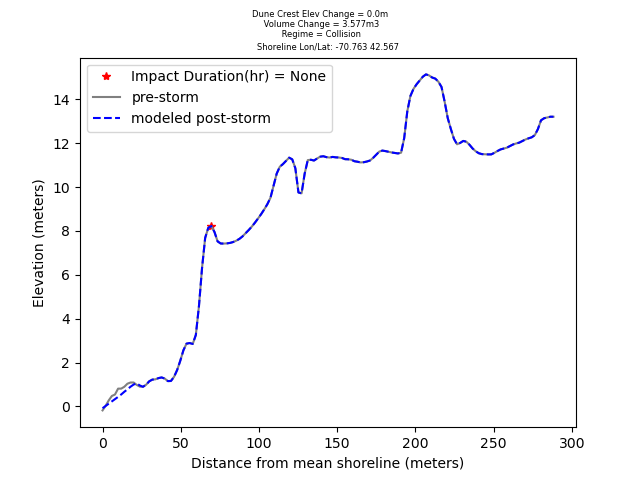 Dune Crest Elev Change = 0.0m
Volume Change = 3.577m3
Regime = Collision
Shoreline Lon/Lat: -70.763 42.567
Impact Duration(hr) = None
pre-storm
modeled post-storm
Elevation (meters)
14
12
10
8
6
4
2
0
0 50 100 150 200 250 300
Distance from mean shoreline (meters)